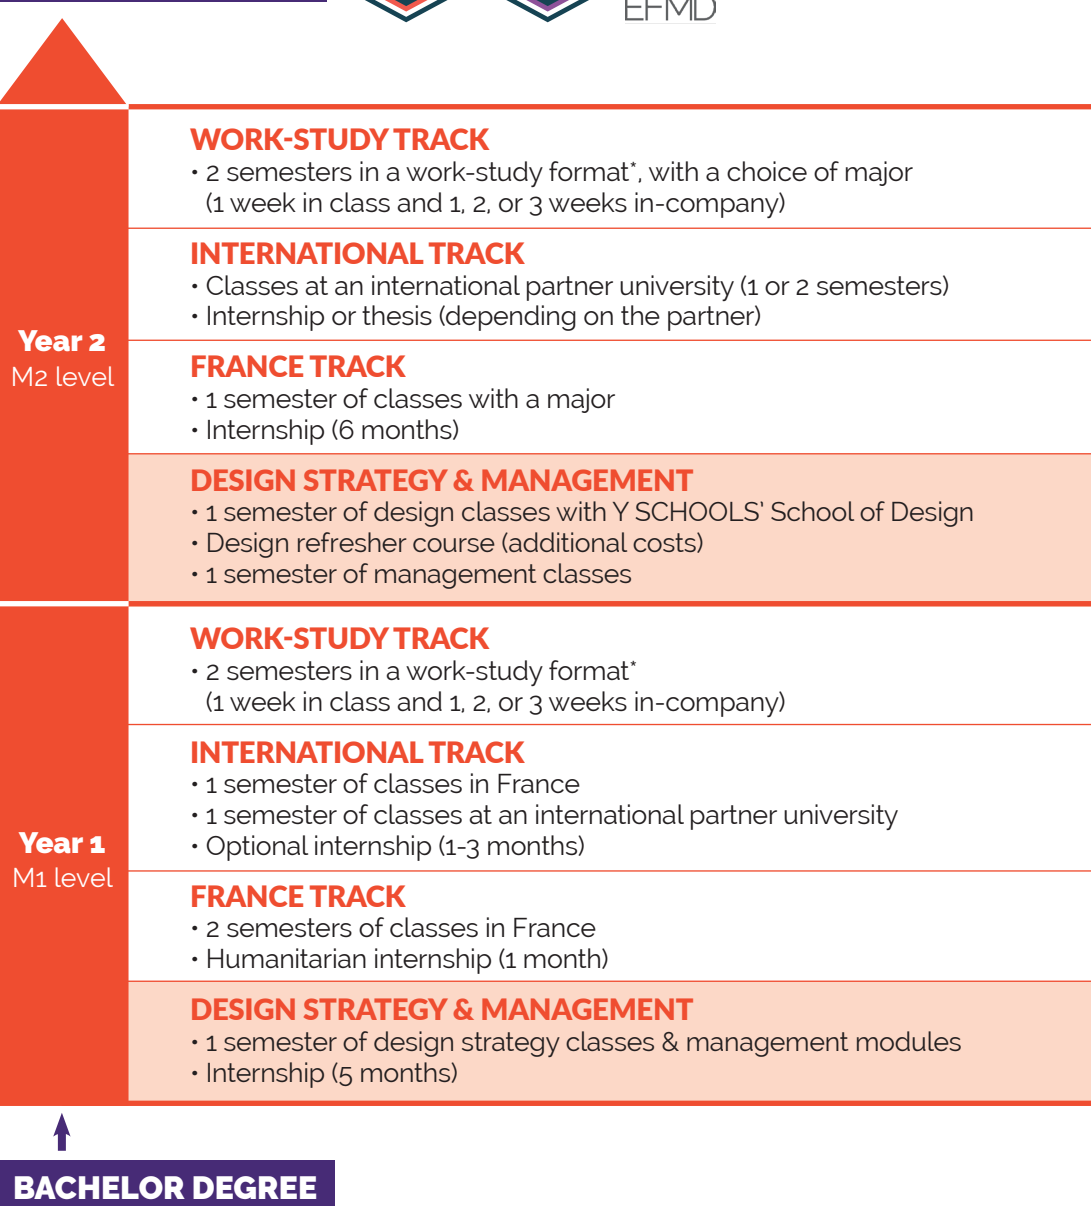 EFMD
WORK-STUDY TRACK
• 2 semesters in a work-study format*, with a choice of major
(1 week in class and 1, 2, or 3 weeks in-company)
INTERNATIONAL TRACK
• Classes at an international partner university (1 or 2 semesters)
• Internship or thesis (depending on the partner)
Year 2
M2 level
FRANCE TRACK
• 1 semester of classes with a major
• Internship (6 months)
DESIGN STRATEGY & MANAGEMENT
• 1 semester of design classes with Y SCHOOLS’ School of Design
• Design refresher course (additional costs)
• 1 semester of management classes
WORK-STUDY TRACK
• 2 semesters in a work-study format*
(1 week in class and 1, 2, or 3 weeks in-company)
INTERNATIONAL TRACK
• 1 semester of classes in France
• 1 semester of classes at an international partner university
• Optional internship (1-3 months)
Year 1
M1 level
FRANCE TRACK
• 2 semesters of classes in France
• Humanitarian internship (1 month)
DESIGN STRATEGY & MANAGEMENT
• 1 semester of design strategy classes & management modules
• Internship (5 months)
BACHELOR DEGREE